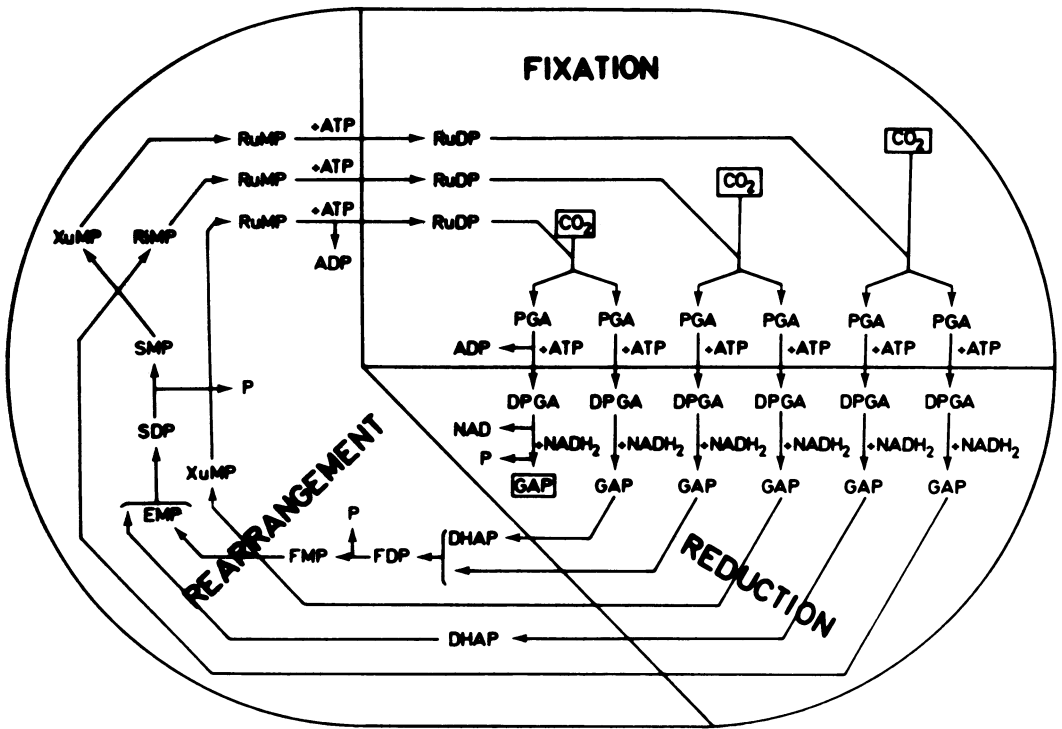 FIXATION
RuMP +ATP RuDP CO2
RuMP +ATP RuDP CO2
RuMP +ATP RuDP CO2
XuMP RiMP
ADP
PGA PGA PGA PGA PGA PGA
SMP ADP +ATP +ATP +ATP +ATP +ATP +ATP
P
DPGA DPGA DPGA DPGA DPGA DPGA
SDP NAD +NADH2 +NADH2 +NADH2 +NADH2 +NADH2 +NADH2
P
XuMP GAP GAP GAP GAP GAP GAP
EMP P
REARRANGEMENT
FMP FDP DHAP
REDUCTION
DHAP